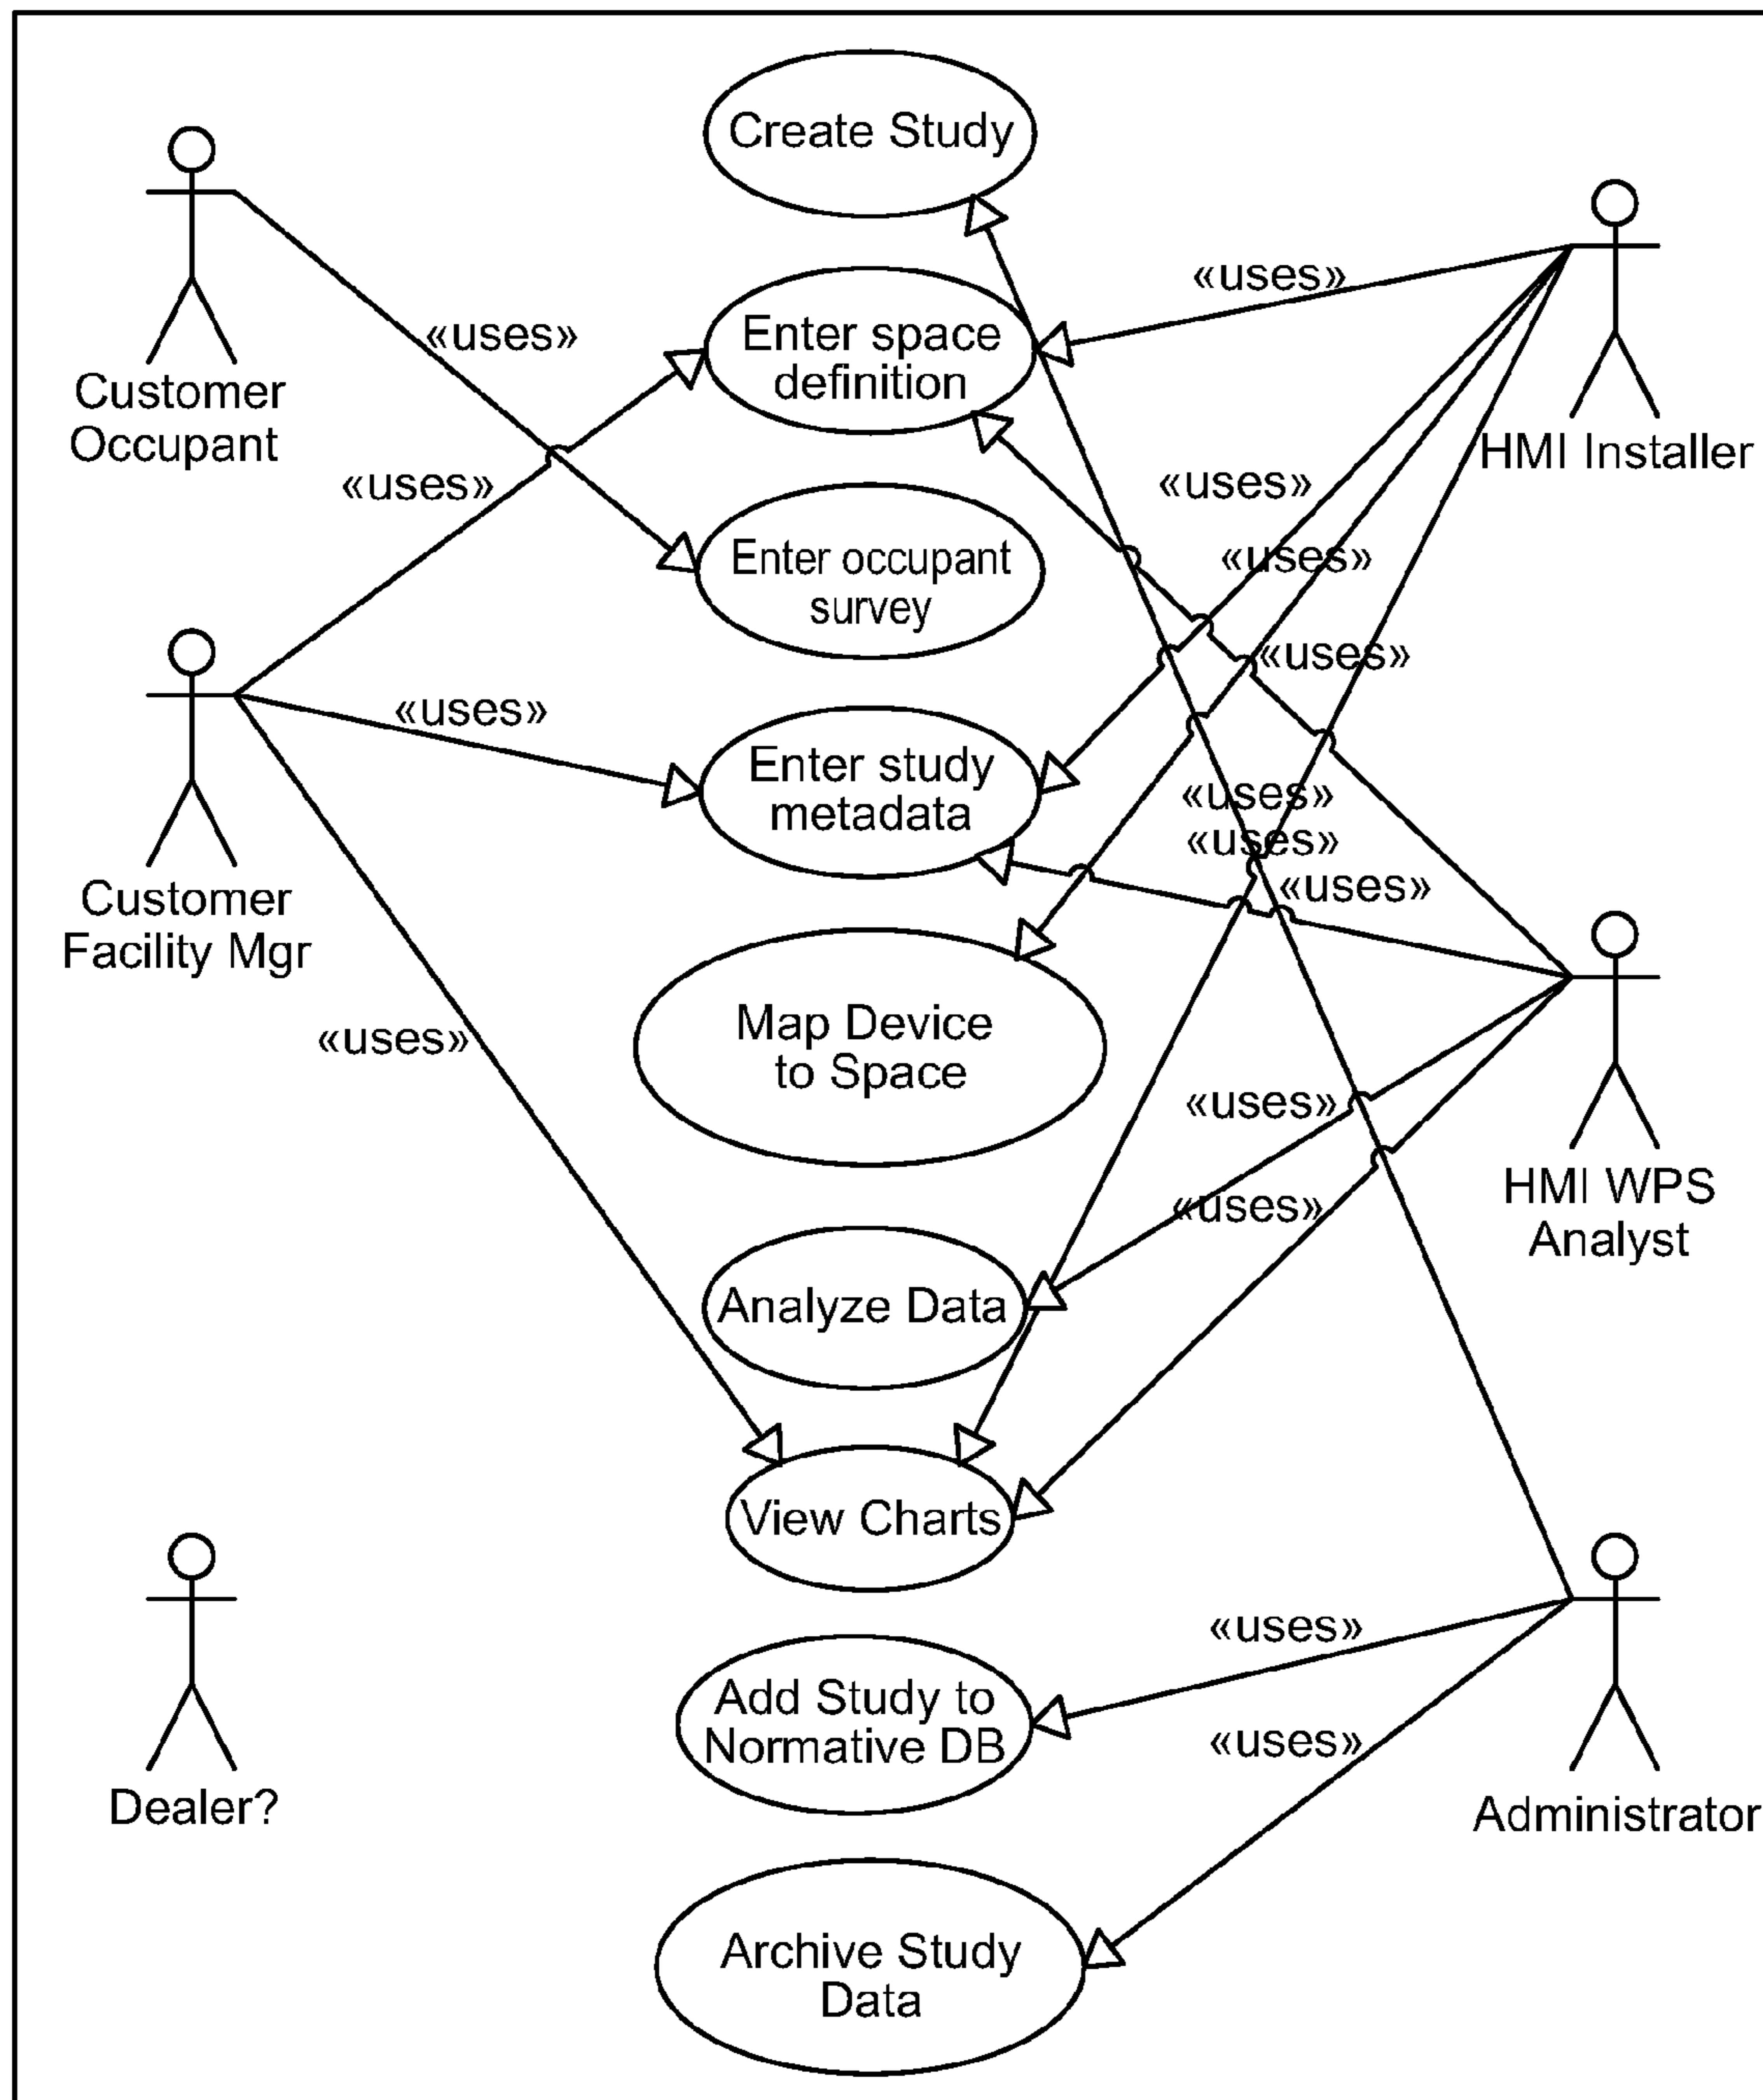 Create Study
«uses»
«uses»
Enter space
definition
Customer
Occupant
HMI Installer
«uses»
«uses»
Enter occupant
survey
«uses»
«uses»
«uses»
Enter study
metadata
«uses»
«uses»
«uses»
Customer
Facility Mgr
Map Device
to Space
«uses»
«uses»
HMI WPS
Analyst
«uses»
Analyze Data
View Charts
«uses»
Add Study to
Normative DB
«uses»
Dealer?
Administrator
Archive Study
Data